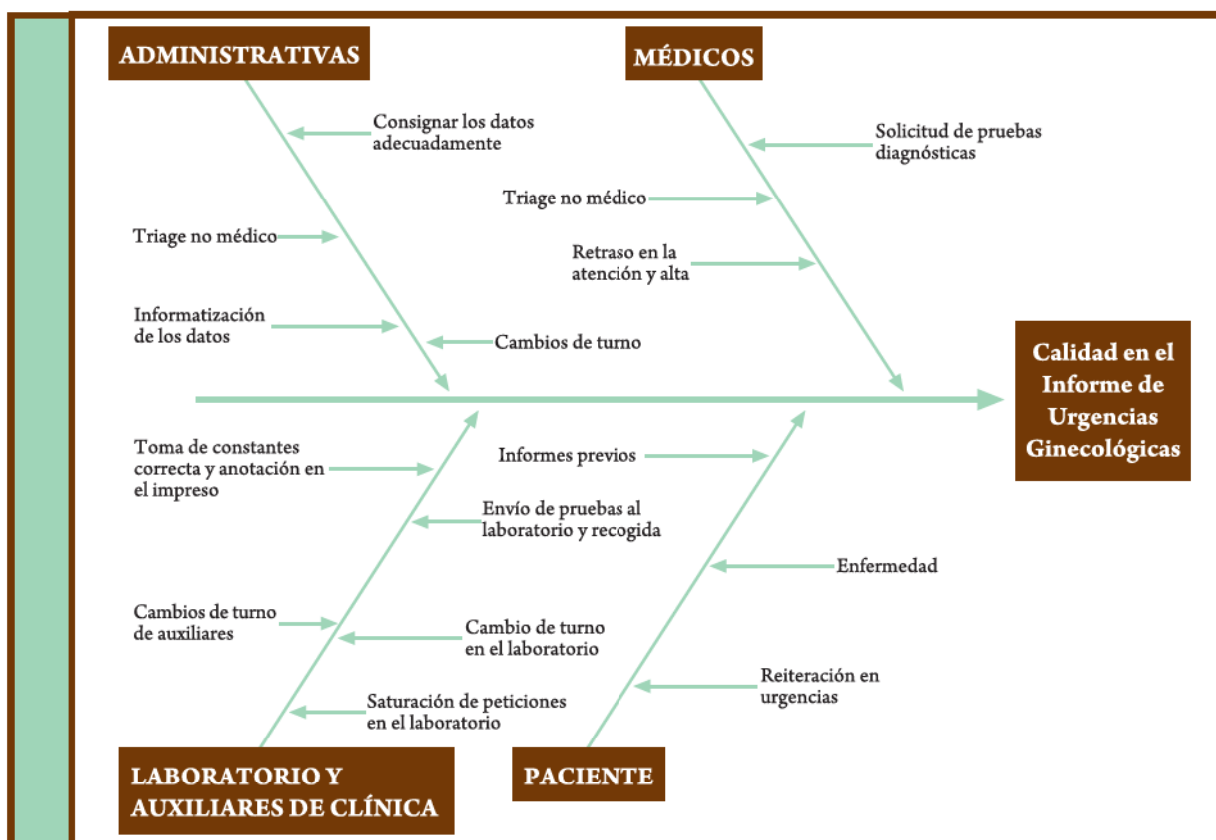 ADMINISTRATIVAS
MÉDICOS
Consignar los datos
adecuadamente
Solicitud de pruebas
diagnósticas
Triage no médico
Triage no médico
Retraso en la
atención y alta
Informatización
de los datos
Cambios de turno
Calidad en el
Informe de
Urgencias
Ginecológicas
Toma de constantes
correcta y anotación en
el impreso
Informes previos
Envío de pruebas al
laboratorio y recogida
Enfermedad
Cambios de turno
de auxiliares
Cambio de turno
en el laboratorio
Reiteración en
urgencias
Saturación de peticiones
en el laboratorio
LABORATORIO Y
AUXILIARES DE CLÍNICA
PACIENTE